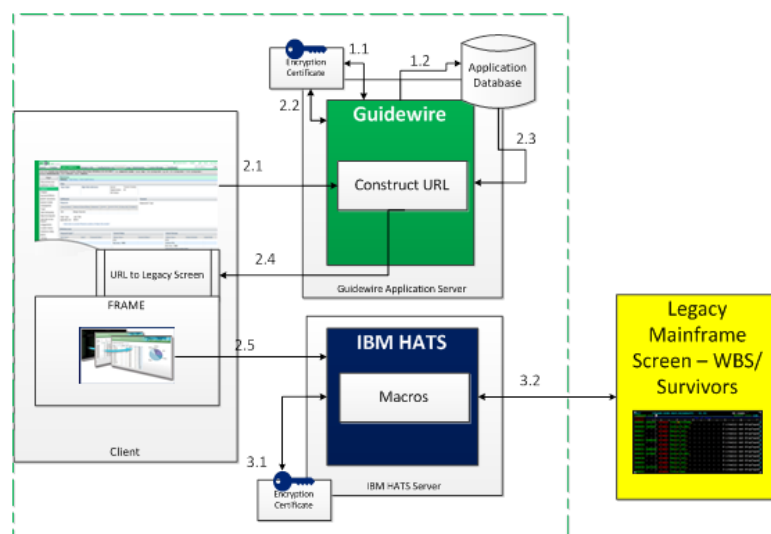 1.1
1.2
Encryption
Certificate
Application
Database
2.2
Guidewire
2.3
2.1
Construct URL
2.4
URL to Legacy Screen
Guidewire Application Server
FRAME
Legacy
Mainframe
Screen – WBS/
Survivors
IBM HATS
2.5
3.2
Macros
3.1
Client
Encryption
Certificate
IBM HATS Server